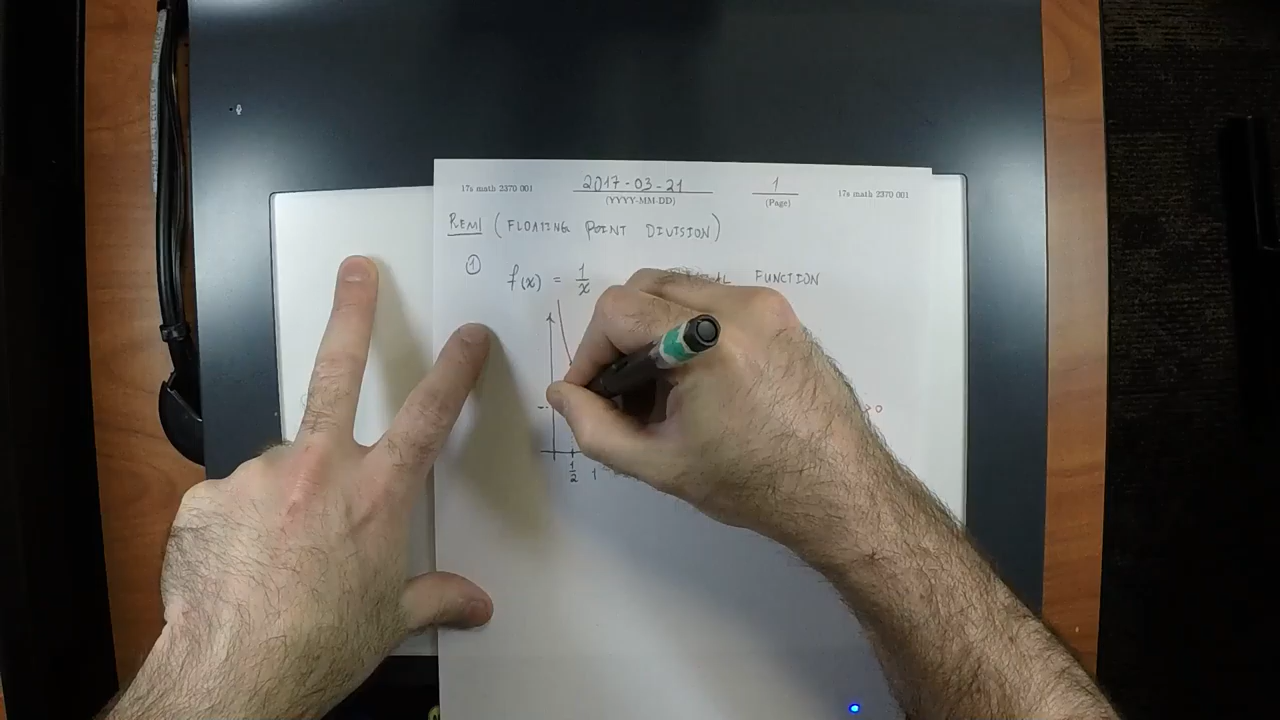 17s math 2370 001 2017-03-21 1 17s math 2370 001
(YYYY-MM-DD) (Page)
REM (FLOATING POINT DIVISION)
① f(x) = 1/x FUNCTION
1/2 1